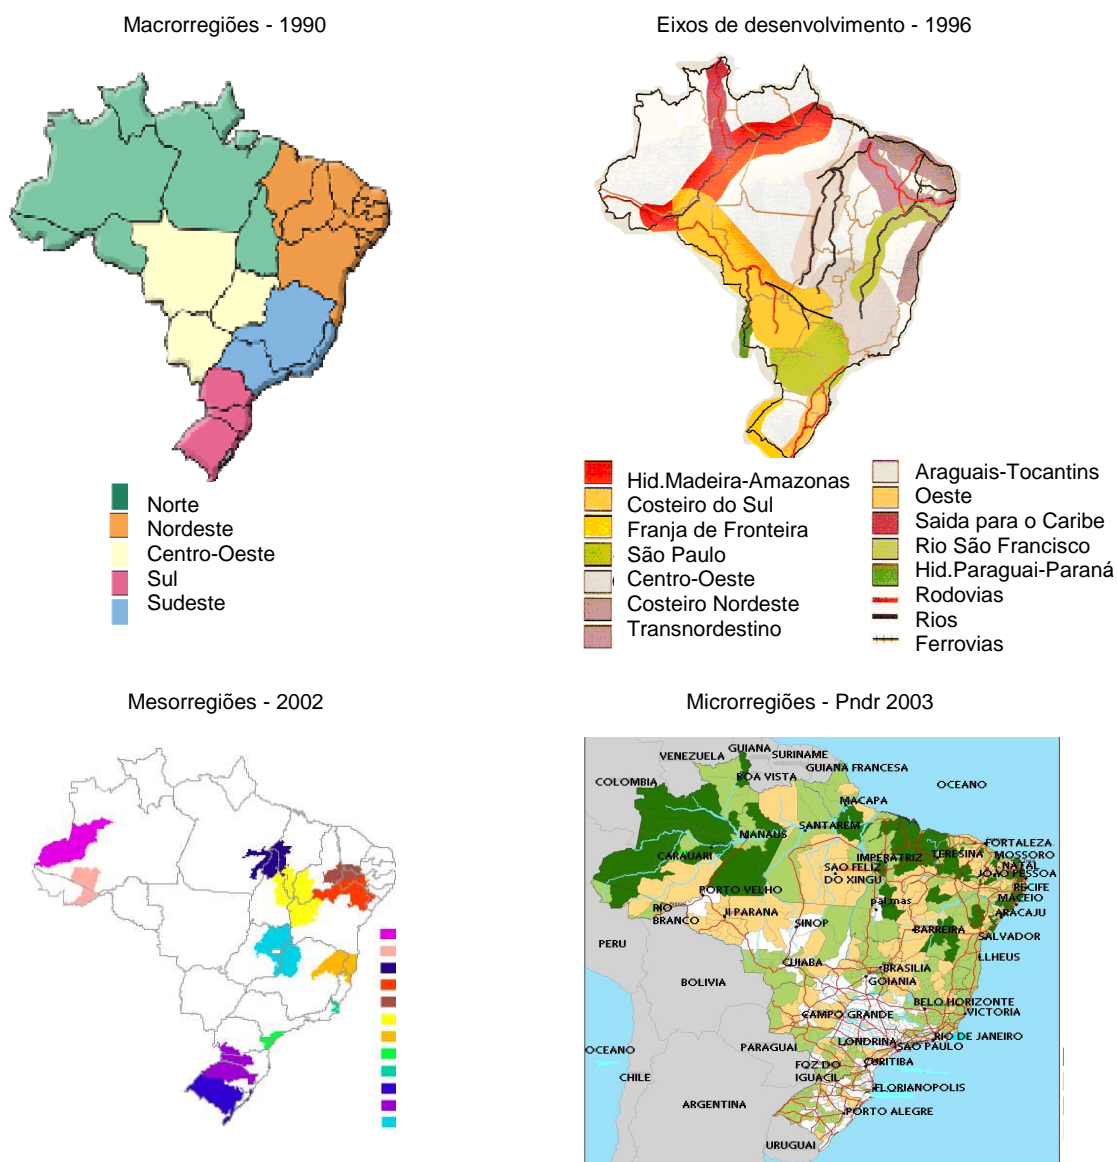 Macrorregiões - 1990
Eixos de desenvolvimento - 1996
Norte
Nordeste
Centro-Oeste
Sul
Sudeste
Hid.Madeira-Amazonas
Costeiro do Sul
Franja de Fronteira
São Paulo
Centro-Oeste
Costeiro Nordeste
Transnordestino
Araguais-Tocantins
Oeste
Saida para o Caribe
Rio São Francisco
Hid.Paraguai-Paraná
Rodovias
Rios
Ferrovias
Mesorregiões - 2002
Microrregiões - Pndr 2003
VENEZUELA
GUIANA
SURINAME
GUIANA FRANCESA
COLOMBIA
BOA VISTA
OCEANO
MACAPA
SANTAREM
MANAUS
FORTALEZA
CARAUARI
IMPERATRIZ
TERESINA
MOSSORO
NATAL
SAO FELIZ
DO XINGU
JOAO PESSOA
RECIFE
PORTO VELHO
MACEIO
palmas
RIO
BRANCO
JI PARANA
ARACAJU
SINOP
BARREIRA
SALVADOR
PERU
LLHEUS
CUIABA
BRASILIA
GOIANIA
BOLIVIA
BELO HORIZONTE
VICTORIA
CAMPO GRANDE
RIO DE JANEIRO
PARAGUAI
LONDRINA
SAO PAULO
OCEANO
CURITIBA
FOZ DO
IGUACIL
CHILE
FLORIANOPOLIS
ARGENTINA
PORTO ALEGRE
URUGUAI